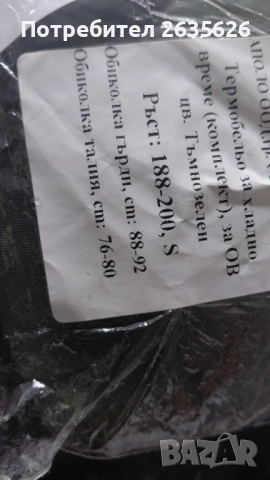 Потребител 2635626
Термобельо за хладно
време (комплект), за ОВ
цв. Тъмнозелен
Ръст: 188-200, S
Обиколка гърди, cm: 88-92
Обиколка талия, cm: 76-80
bazar